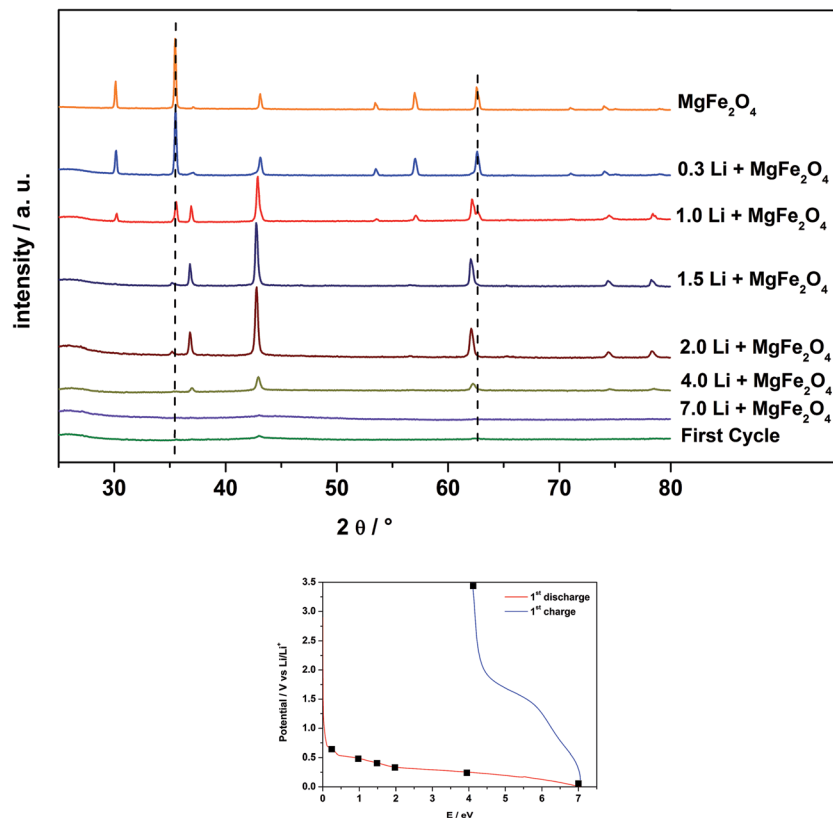 intensity / a. u.
MgFe₂O₄
0.3 Li + MgFe₂O₄
1.0 Li + MgFe₂O₄
1.5 Li + MgFe₂O₄
2.0 Li + MgFe₂O₄
4.0 Li + MgFe₂O₄
7.0 Li + MgFe₂O₄
First Cycle
30 40 50 60 70 80
2 θ / °
Potential / V vs Li/Li⁺
3.5
3.0
2.5
2.0
1.5
1.0
0.5
0.0
1ˢᵗ discharge
1ˢᵗ charge
0 1 2 3 4 5 6 7
E / eV